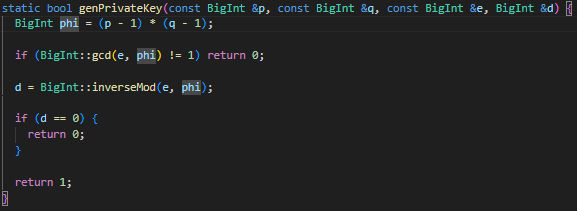 static bool genPrivateKey(const BigInt &p, const BigInt &q, const BigInt &e, BigInt &d) {
  BigInt phi = (p - 1) * (q - 1);

  if (BigInt::gcd(e, phi) != 1) return 0;

  d = BigInt::inverseMod(e, phi);

  if (d == 0) {
    return 0;
  }

  return 1;
}